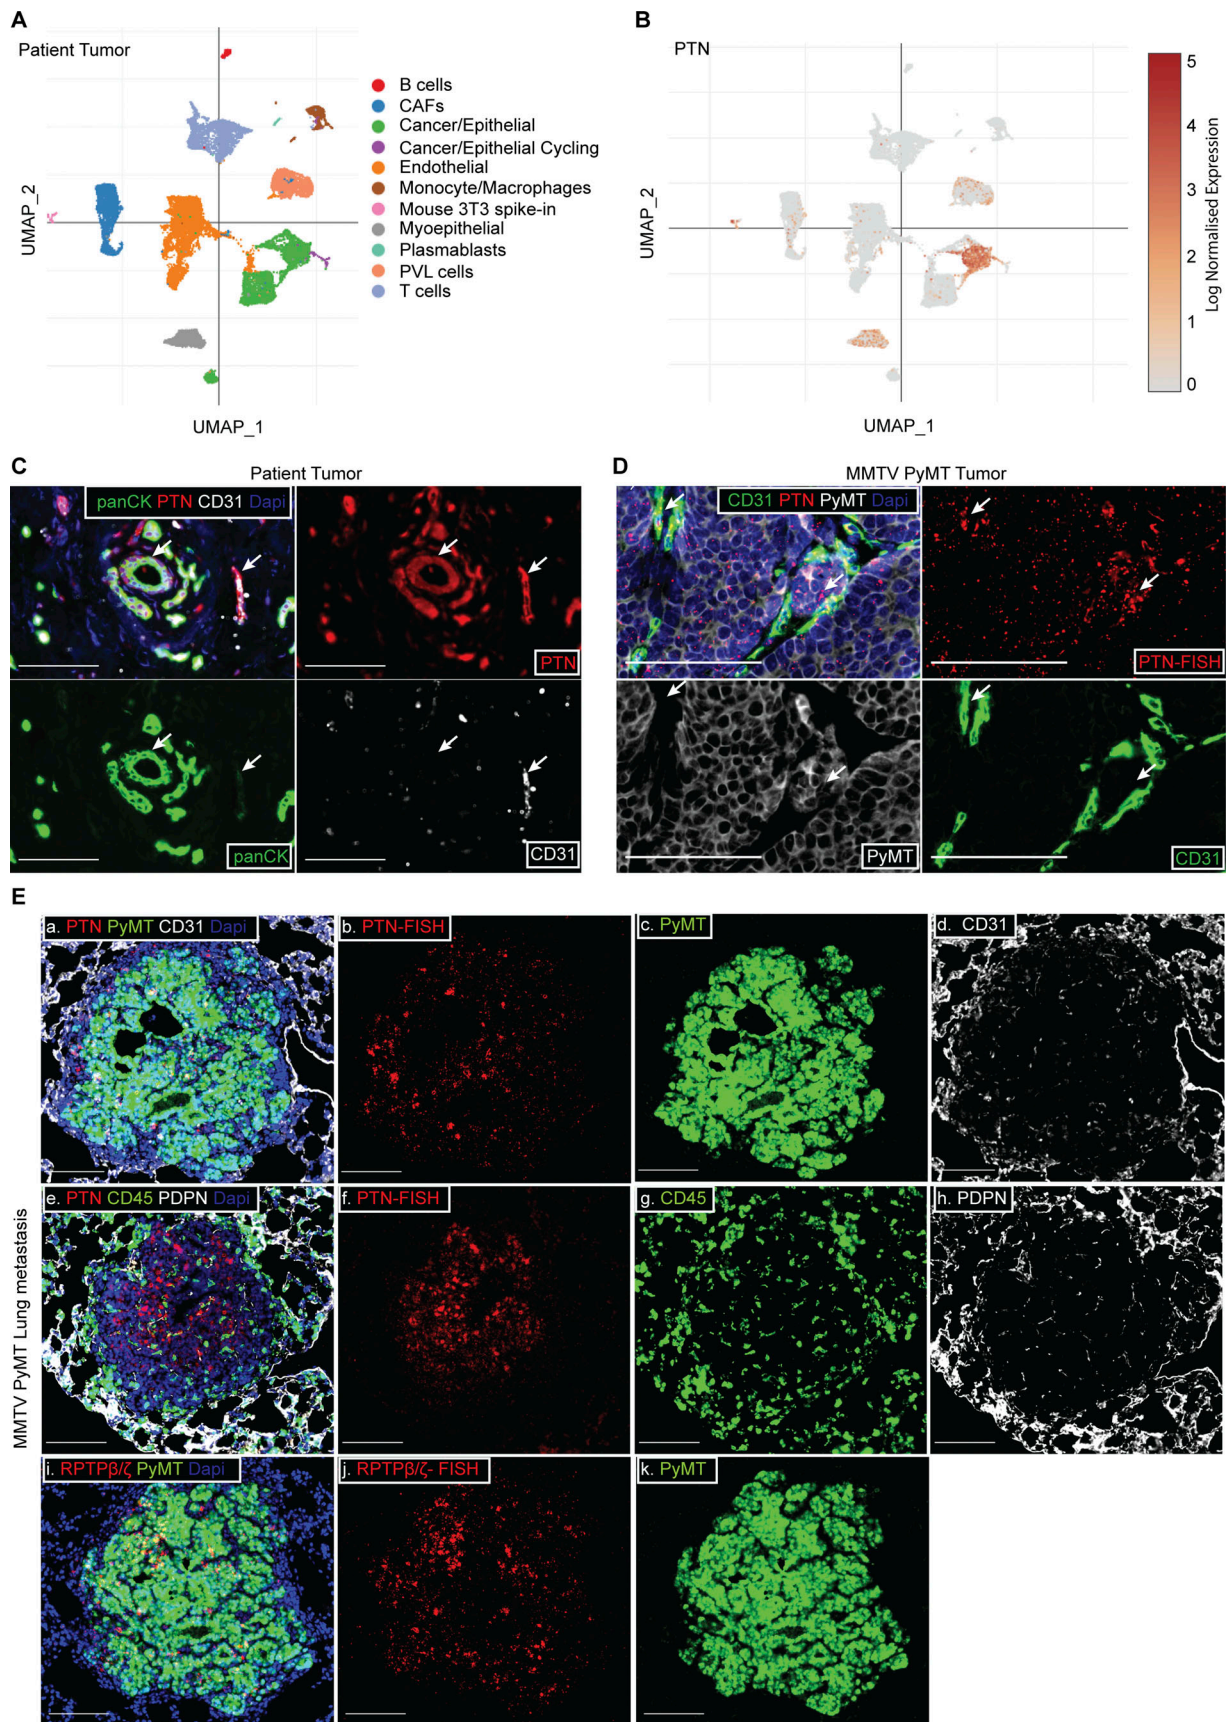 A
Patient Tumor
UMAP_2
UMAP_1
B cells
CAFs
Cancer/Epithelial
Cancer/Epithelial Cycling
Endothelial
Monocyte/Macrophages
Mouse 3T3 spike-in
Myoepithelial
Plasmablasts
PVL cells
T cells
B
PTN
UMAP_2
UMAP_1
5
4
3
2
1
0
Log Normalised Expression
C
Patient Tumor
panCK PTN CD31 Dapi
PTN
panCK
CD31
D
MMTV PyMT Tumor
CD31 PTN PyMT Dapi
PTN-FISH
PyMT
CD31
E
MMTV PyMT Lung metastasis
a. PTN PyMT CD31 Dapi
b. PTN-FISH
c. PyMT
d. CD31
e. PTN CD45 PDPN Dapi
f. PTN-FISH
g. CD45
h. PDPN
i. RPTPβ/ζ PyMT Dapi
j. RPTPβ/ζ- FISH
k. PyMT